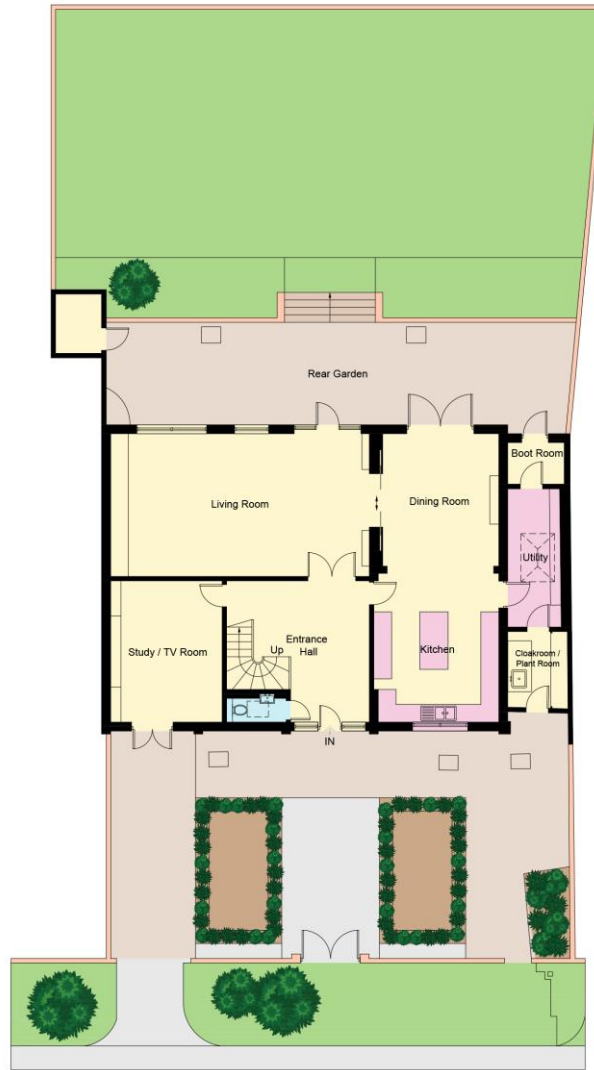 Rear Garden
Boot Room
Living Room
Dining Room
Utility
Study / TV Room
Up
Entrance
Hall
Kitchen
Cloakroom /
Plant Room
IN